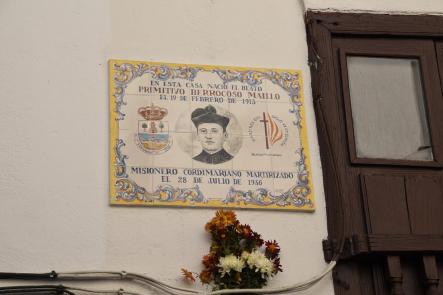 EN ESTA CASA NACIÓ EL BEATO
PRIMITIVO BERROCOSO MAILLO
EL 19 DE FEBRERO DE 1913
MISIONERO CORDIMARIANO MARTIRIZADO
EL 28 DE JULIO DE 1936